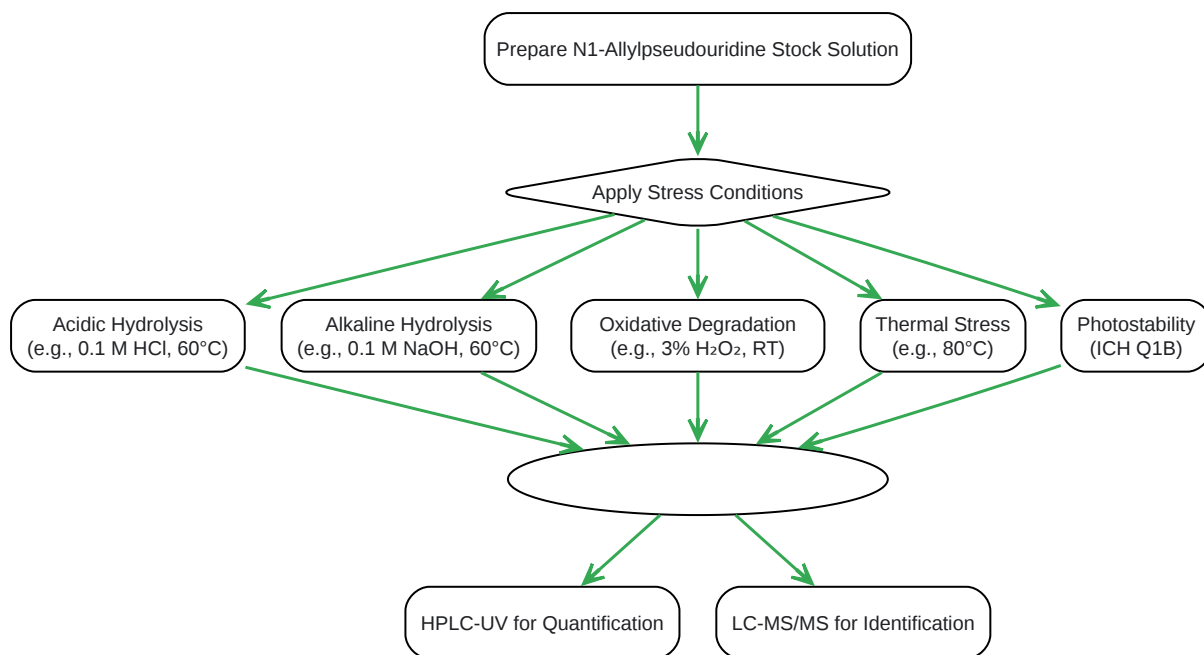 Prepare N1-Allylpseudouridine Stock Solution
Apply Stress Conditions
Acidic Hydrolysis
(e.g., 0.1 M HCl, 60°C)
Alkaline Hydrolysis
(e.g., 0.1 M NaOH, 60°C)
Oxidative Degradation
(e.g., 3% H₂O₂, RT)
Thermal Stress
(e.g., 80°C)
Photostability
(ICH Q1B)
HPLC-UV for Quantification
LC-MS/MS for Identification